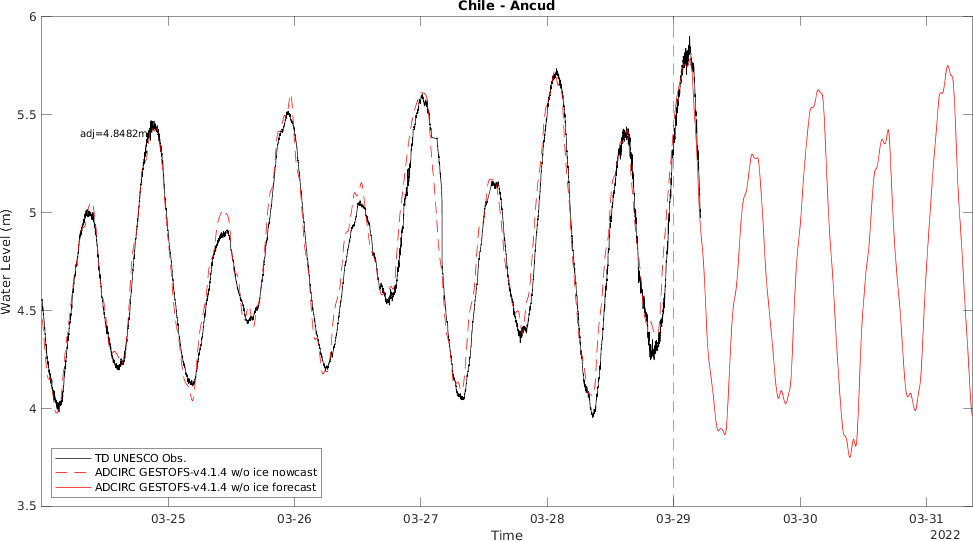 Chile - Ancud
6
5.5
5
4.5
4
3.5
Water Level (m)
adj=4.8482m
TD UNESCO Obs.
ADCIRC GESTOFS-v4.1.4 w/o ice nowcast
ADCIRC GESTOFS-v4.1.4 w/o ice forecast
03-25
03-26
03-27
03-28
03-29
03-30
03-31
Time
2022